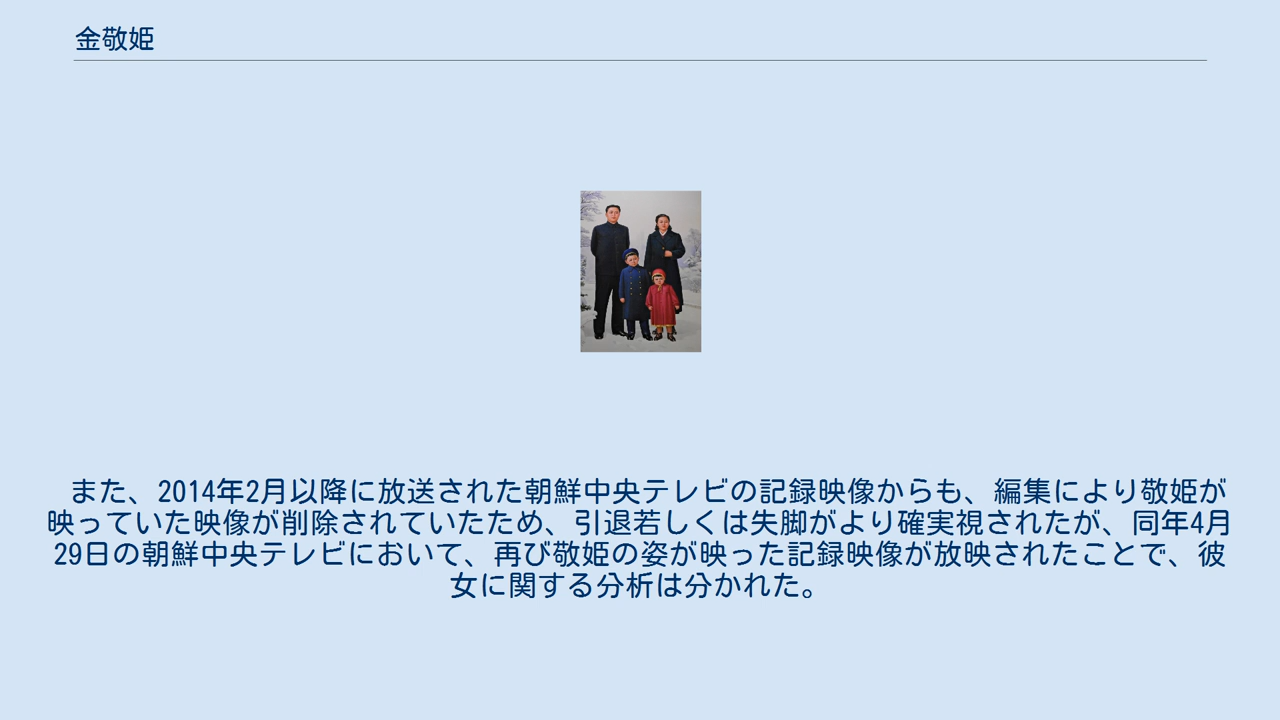 金敬姫
また、2014年2月以降に放送された朝鮮中央テレビの記録映像からも、編集により敬姫が
映っていた映像が削除されていたため、引退若しくは失脚がより確実視されたが、同年4月
29日の朝鮮中央テレビにおいて、再び敬姫の姿が映った記録映像が放映されたことで、彼
女に関する分析は分かれた。